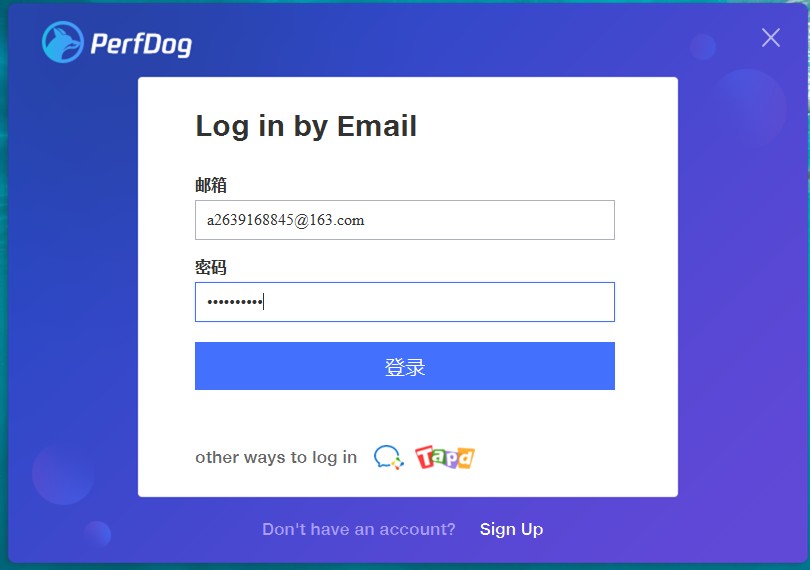 PerfDog
Log in by Email
邮箱
a2639168845@163.com
密码
••••••••••
登录
other ways to log in
Tapd
Don't have an account? Sign Up